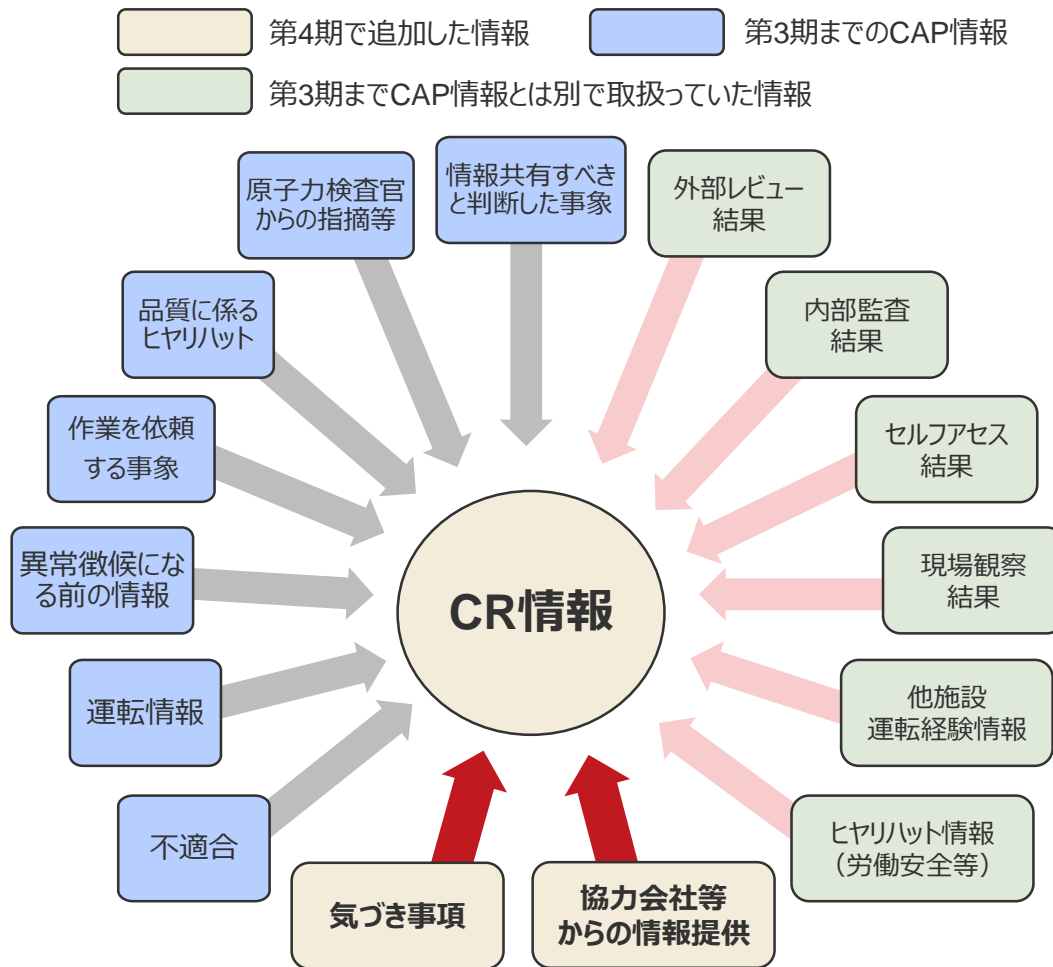 第4期で追加した情報
第3期までのCAP情報
第3期までCAP情報とは別で取扱っていた情報
原子力検査官
からの指摘等
情報共有すべき
と判断した事象
外部レビュー
結果
品質に係る
ヒヤリハット
内部監査
結果
作業を依頼
する事象
セルフアセス
結果
異常徴候にな
る前の情報
CR情報
現場観察
結果
運転情報
他施設
運転経験情報
不適合
ヒヤリハット情報
（労働安全等）
気づき事項
協力会社等
からの情報提供